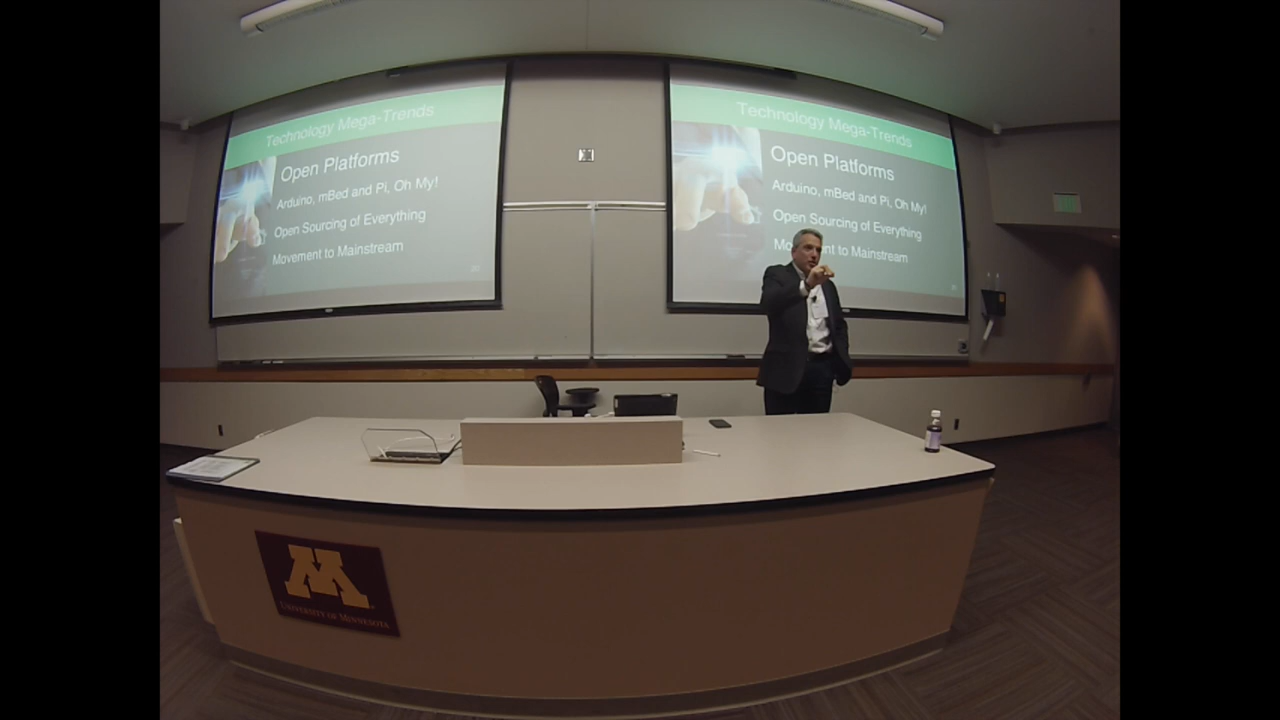 Technology Mega-Trends
Open Platforms
Arduino, mBed and Pi, Oh My!
Open Sourcing of Everything
Movement to Mainstream
Technology Mega-Trends
Open Platforms
Arduino, mBed and Pi, Oh My!
Open Sourcing of Everything
to Mainstream
M
UNIVERSITY OF MINNESOTA